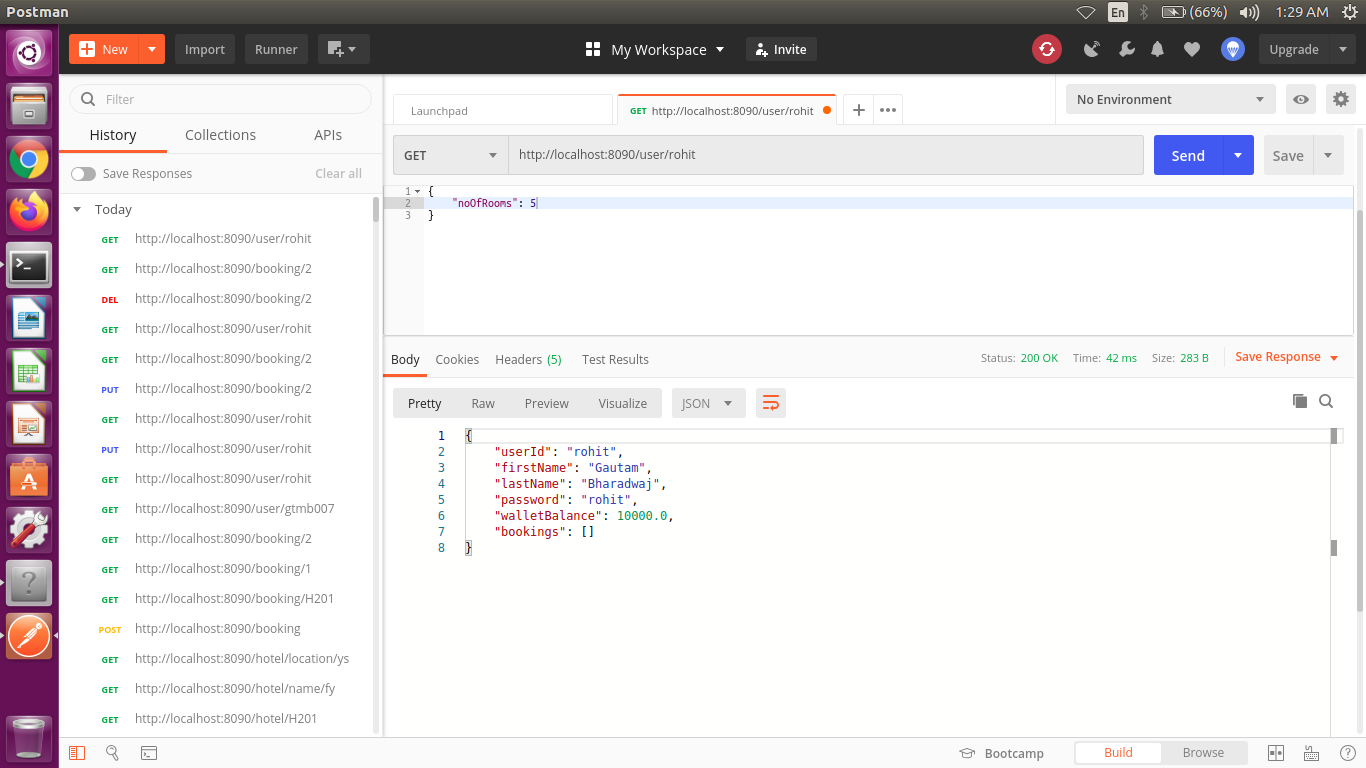 Postman
En
(66%)
1:29 AM
New
Import
Runner
My Workspace
Invite
Upgrade
Filter
History
Collections
APIs
Save Responses
Clear all
Today
GET http://localhost:8090/user/rohit
GET http://localhost:8090/booking/2
DEL http://localhost:8090/booking/2
GET http://localhost:8090/user/rohit
GET http://localhost:8090/booking/2
PUT http://localhost:8090/booking/2
GET http://localhost:8090/user/rohit
PUT http://localhost:8090/user/rohit
GET http://localhost:8090/user/rohit
GET http://localhost:8090/user/gtmb007
GET http://localhost:8090/booking/2
GET http://localhost:8090/booking/1
GET http://localhost:8090/booking/H201
POST http://localhost:8090/booking
GET http://localhost:8090/hotel/location/ys
GET http://localhost:8090/hotel/name/fy
GET http://localhost:8090/hotel/H201
Launchpad
GET http://localhost:8090/user/rohit
No Environment
GET
http://localhost:8090/user/rohit
Send
Save
1 {
2 "noOfRooms": 5
3 }
Body
Cookies
Headers (5)
Test Results
Status: 200 OK
Time: 42 ms
Size: 283 B
Save Response
Pretty
Raw
Preview
Visualize
JSON
1 {
2 "userId": "rohit",
3 "firstName": "Gautam",
4 "lastName": "Bharadwaj",
5 "password": "rohit",
6 "walletBalance": 10000.0,
7 "bookings": []
8 }
Bootcamp
Build
Browse